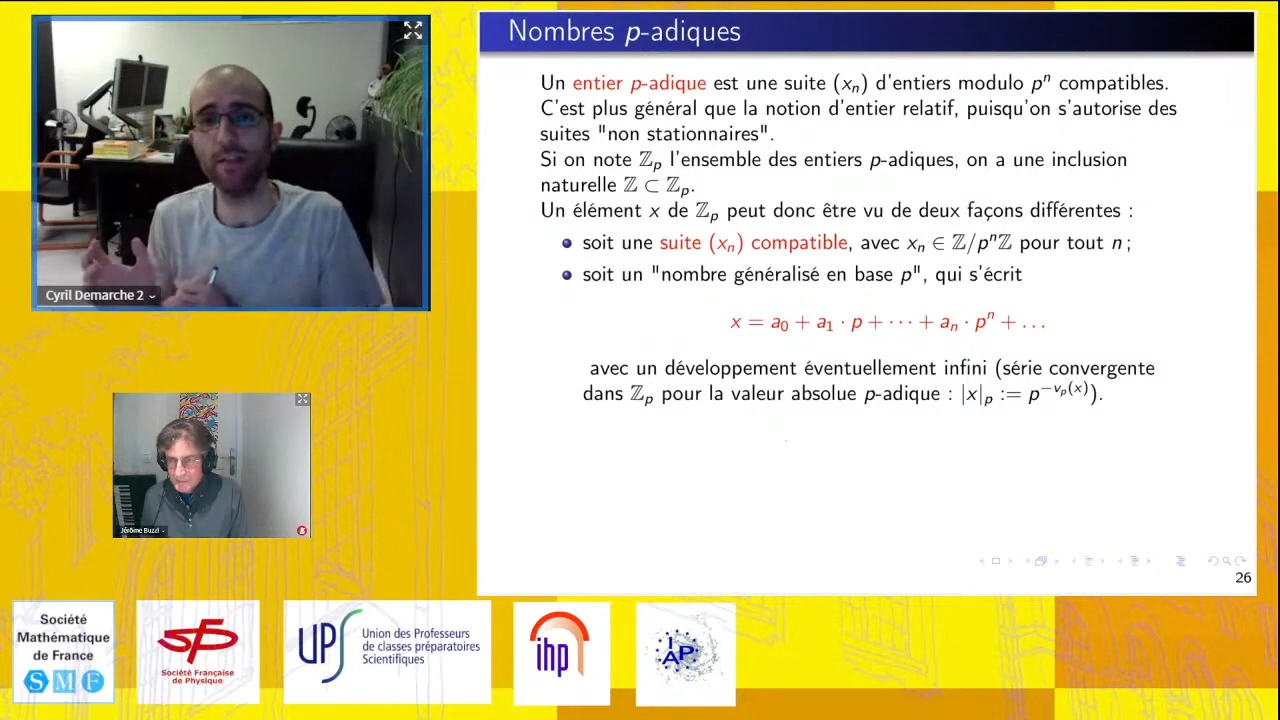 Nombres p-adiques
Un entier p-adique est une suite (xₙ) d'entiers modulo pⁿ compatibles.
C'est plus général que la notion d'entier relatif, puisqu'on s'autorise des
suites "non stationnaires".
Si on note ℤₚ l'ensemble des entiers p-adiques, on a une inclusion
naturelle ℤ ⊂ ℤₚ.
Un élément x de ℤₚ peut donc être vu de deux façons différentes :
soit une suite (xₙ) compatible, avec xₙ ∈ ℤ/pⁿℤ pour tout n ;
soit un "nombre généralisé en base p", qui s'écrit
x = a₀ + a₁ · p + ··· + aₙ · pⁿ + ...
avec un développement éventuellement infini (série convergente
dans ℤₚ pour la valeur absolue p-adique : |x|ₚ := p^{-vₚ(x)}).
26
Cyril Demarche 2
Jérôme Buzzi
Société
Mathématique
de France
SMF
sfp
Société Française
de Physique
UPS
Union des Professeurs
de classes préparatoires
Scientifiques
ihp
IAP